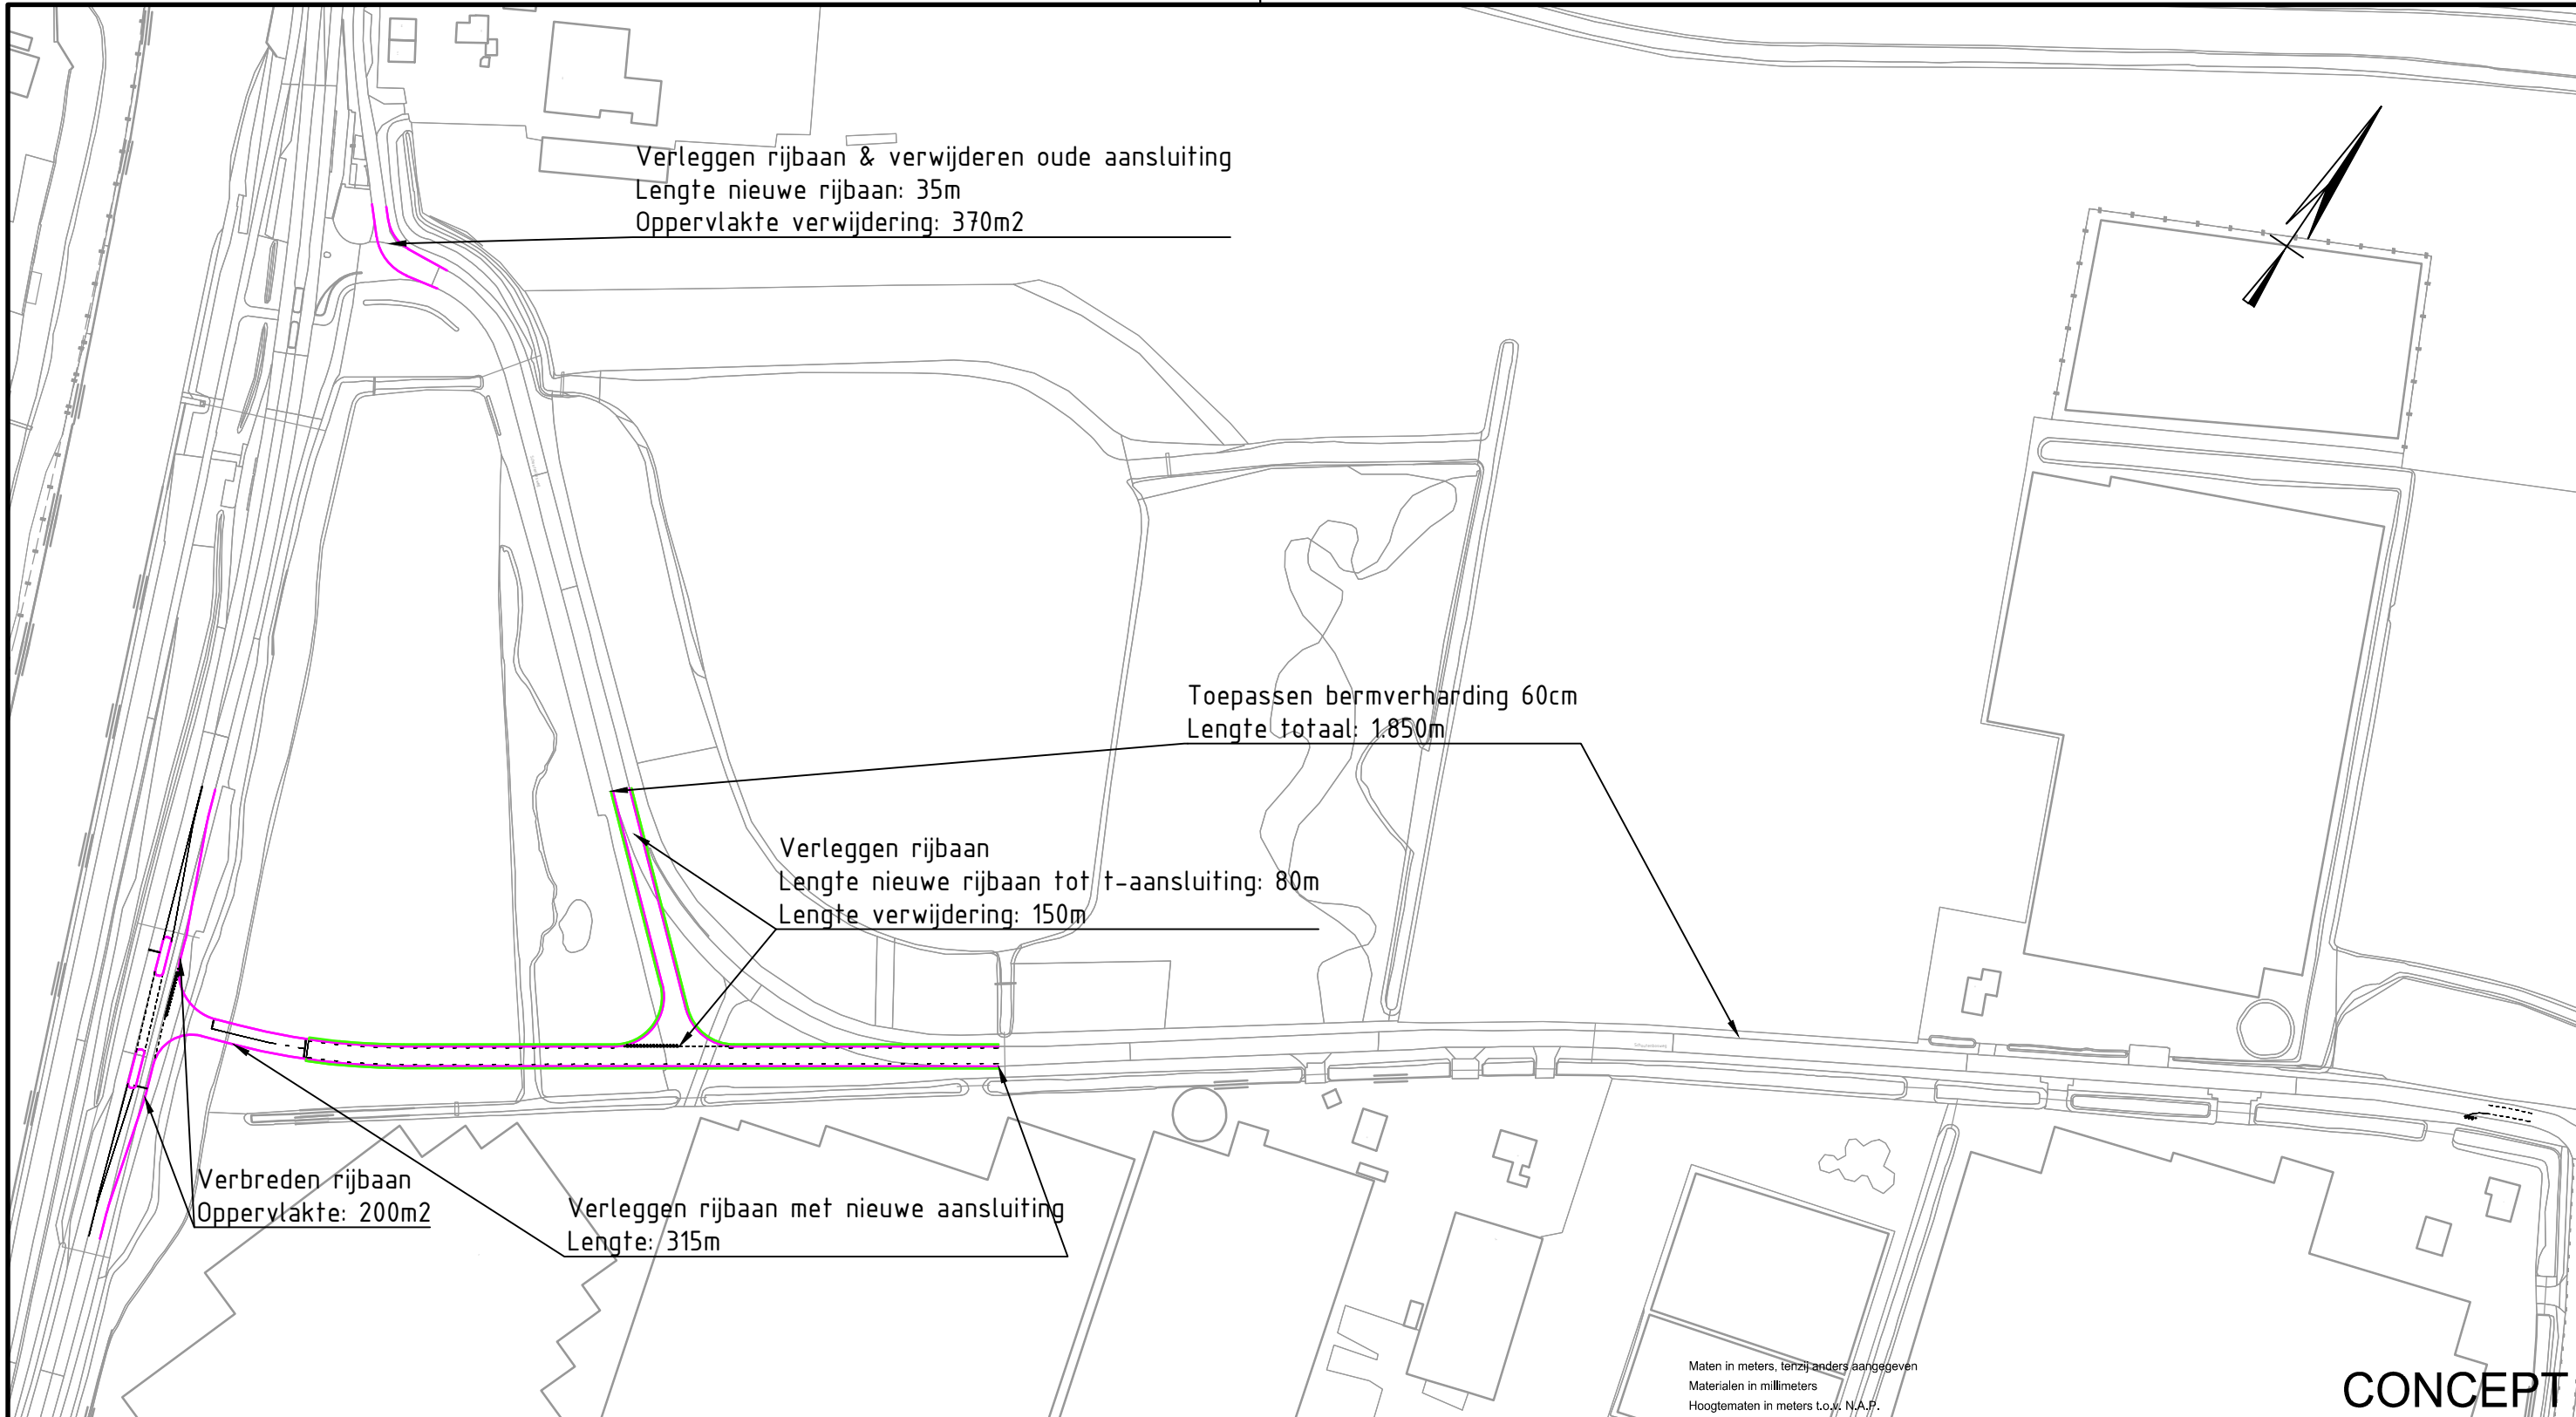 Verleggen rijbaan & verwijderen oude aansluiting
Lengte nieuwe rijbaan: 35m
Oppervlakte verwijdering: 370m2
Toepassen bermverharding 60cm
Lengte totaal: 1.850m
Verleggen rijbaan
Lengte nieuwe rijbaan tot t-aansluiting: 80m
Lengte verwijdering: 150m
Verbreden rijbaan
Oppervlakte: 200m2
Verleggen rijbaan met nieuwe aansluiting
Lengte: 315m
Maten in meters, tenzij anders aangegeven
Materialen in millimeters
Hoogtematen in meters t.o.v. N.A.P.
CONCEPT